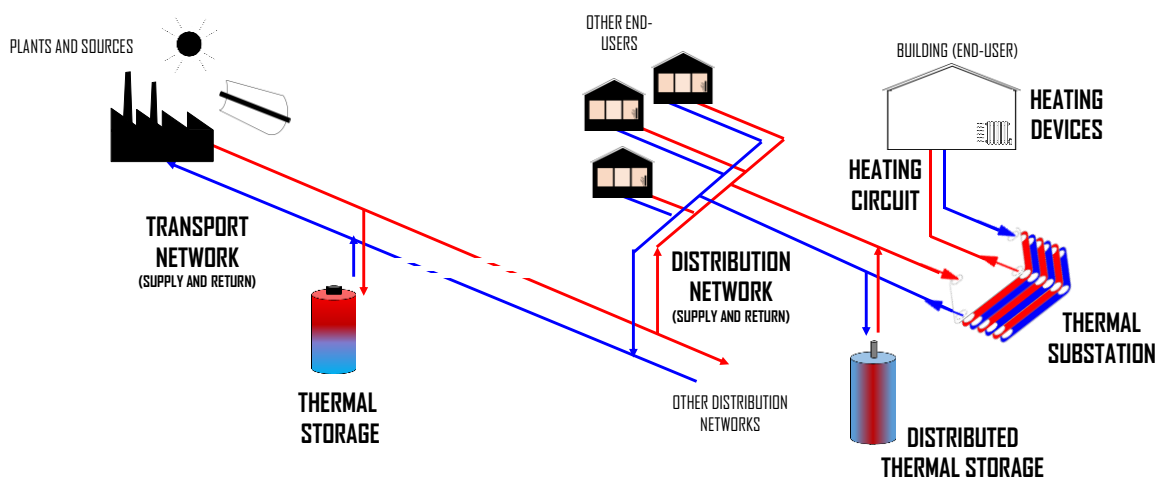 PLANTS AND SOURCES
OTHER END-
USERS
BUILDING (END-USER)
HEATING
DEVICES
HEATING
CIRCUIT
TRANSPORT
NETWORK
(SUPPLY AND RETURN)
DISTRIBUTION
NETWORK
(SUPPLY AND RETURN)
THERMAL
SUBSTATION
THERMAL
STORAGE
OTHER DISTRIBUTION
NETWORKS
DISTRIBUTED
THERMAL STORAGE